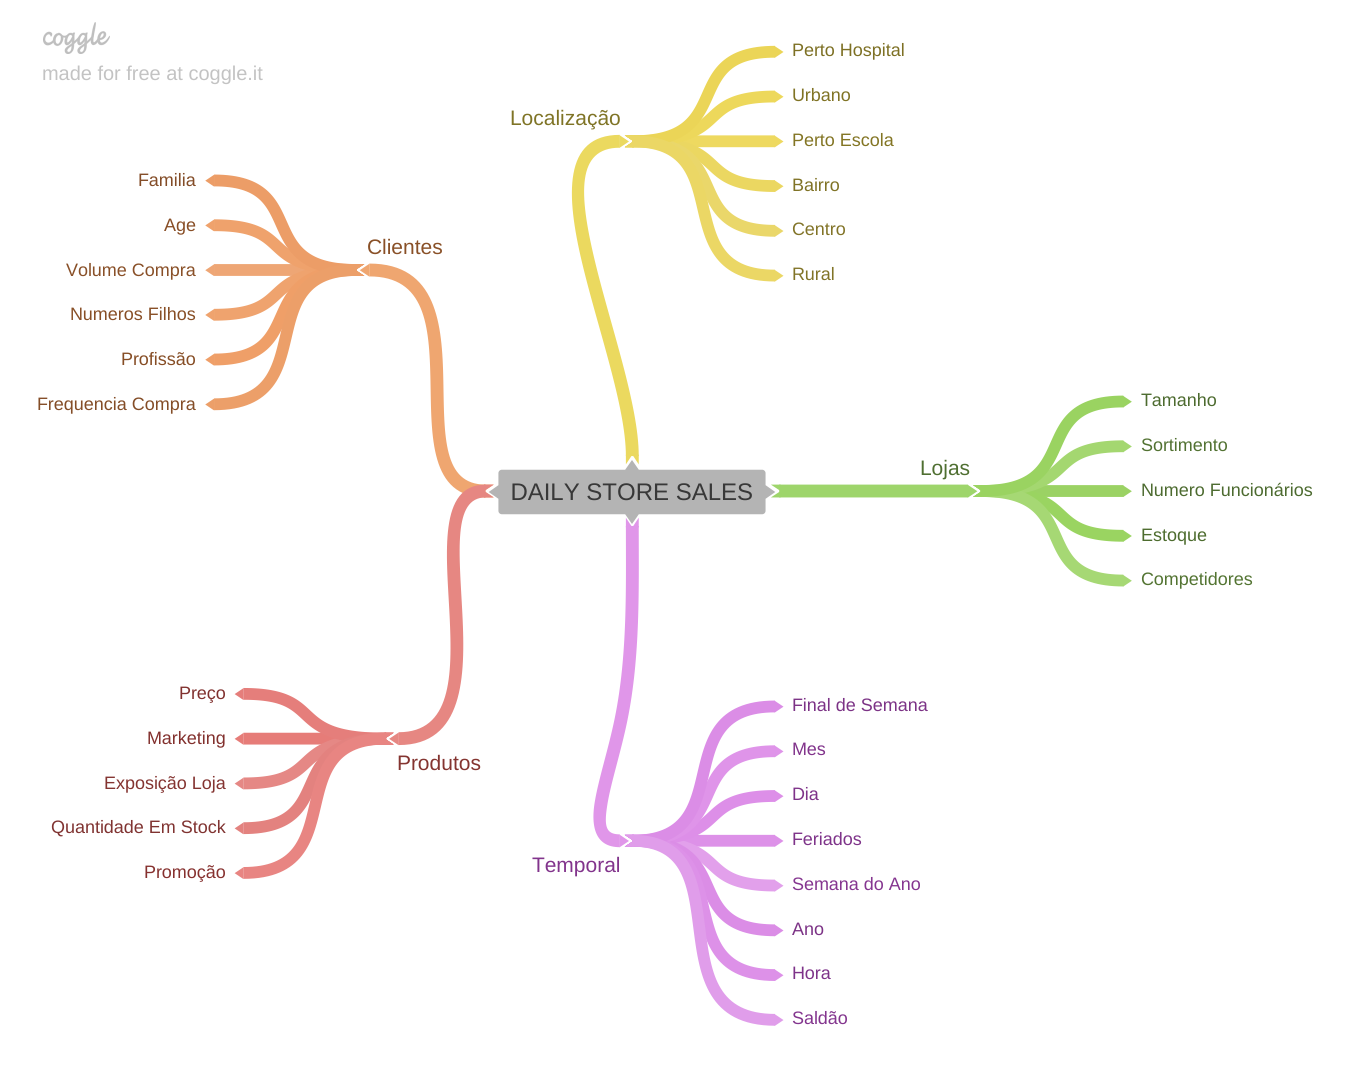 coggle
made for free at coggle.it
Localização
Perto Hospital
Urbano
Perto Escola
Bairro
Centro
Rural
Clientes
Familia
Age
Volume Compra
Numeros Filhos
Profissão
Frequencia Compra
DAILY STORE SALES
Lojas
Tamanho
Sortimento
Numero Funcionários
Estoque
Competidores
Produtos
Preço
Marketing
Exposição Loja
Quantidade Em Stock
Promoção
Temporal
Final de Semana
Mes
Dia
Feriados
Semana do Ano
Ano
Hora
Saldão